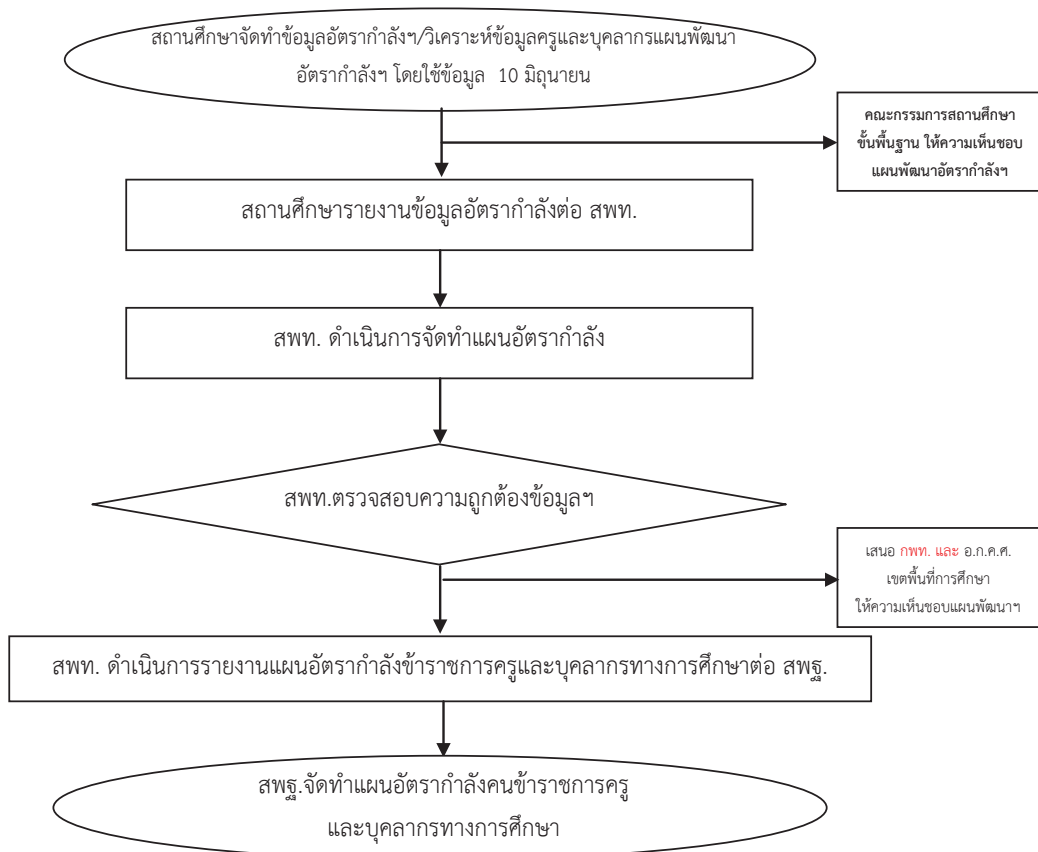 สถานศึกษาจัดทำข้อมูลอัตรากำลังฯ/วิเคราะห์ข้อมูลครูและบุคลากรแผนพัฒนา
อัตรากำลังฯ โดยใช้ข้อมูล 10 มิถุนายน
คณะกรรมการสถานศึกษา
ขั้นพื้นฐาน ให้ความเห็นชอบ
แผนพัฒนาอัตรากำลังฯ
สถานศึกษารายงานข้อมูลอัตรากำลังต่อ สพท.
สพท. ดำเนินการจัดทำแผนอัตรากำลัง
สพท.ตรวจสอบความถูกต้องข้อมูลฯ
เสนอ กพท. และ อ.ก.ค.ศ.
เขตพื้นที่การศึกษา
ให้ความเห็นชอบแผนพัฒนาฯ
สพท. ดำเนินการรายงานแผนอัตรากำลังข้าราชการครูและบุคลากรทางการศึกษาต่อ สพฐ.
สพฐ.จัดทำแผนอัตรากำลังคนข้าราชการครู
และบุคลากรทางการศึกษา